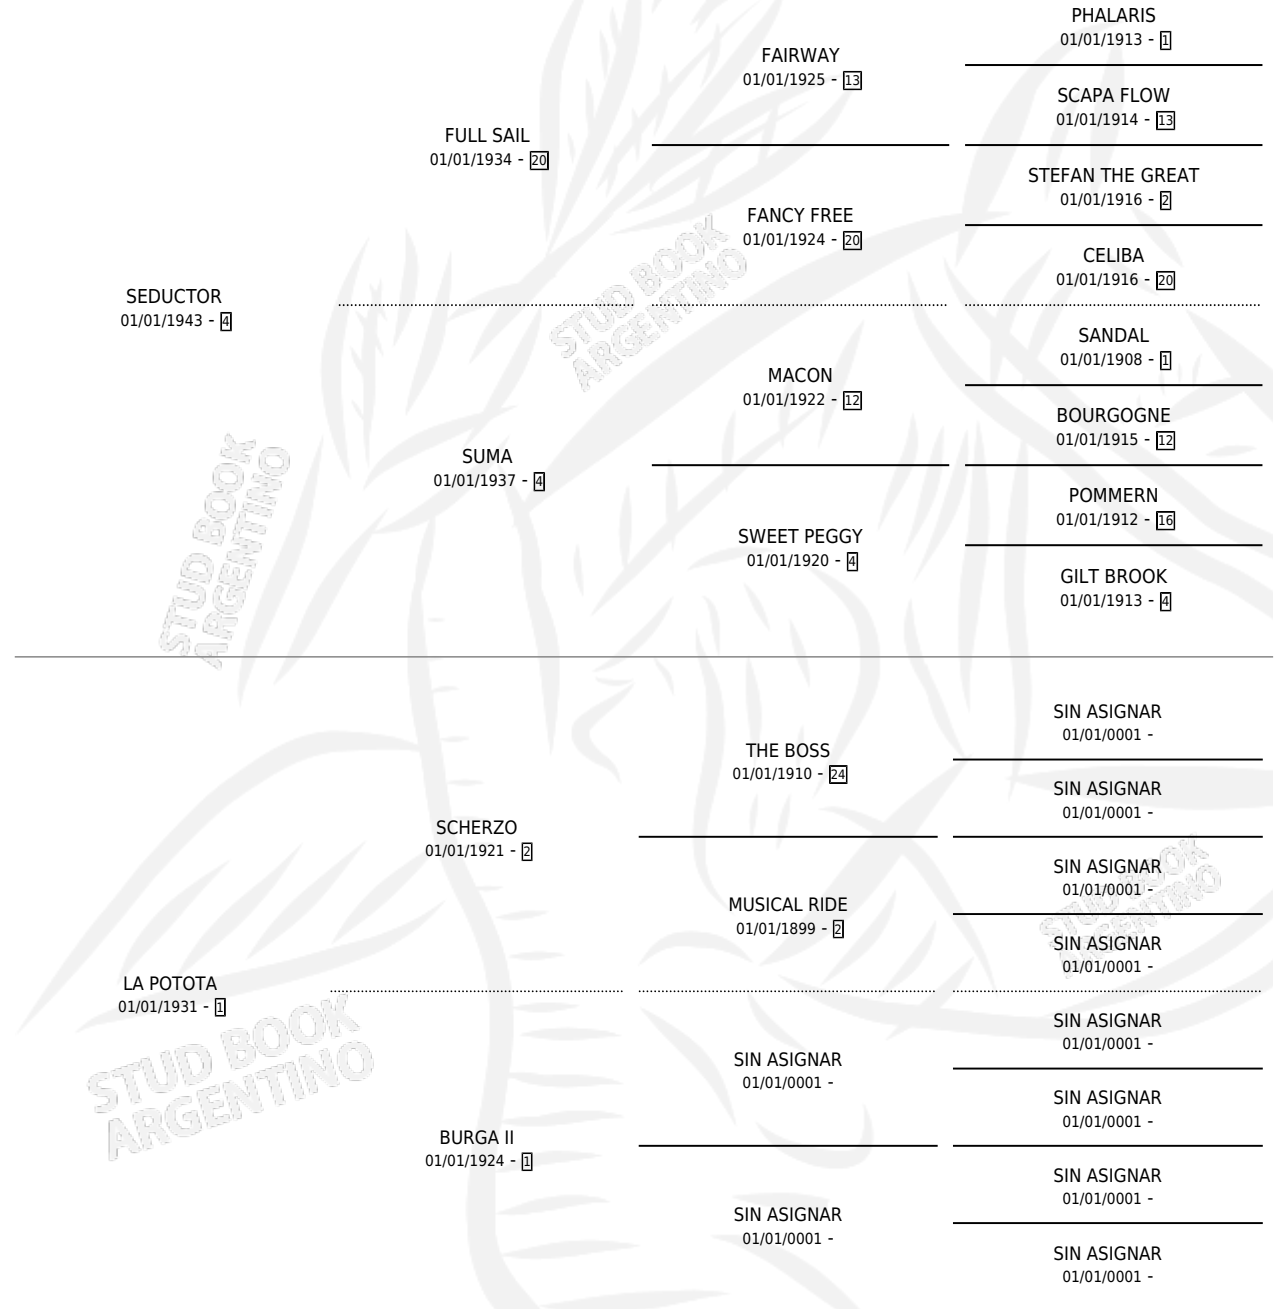 PHALARIS
01/01/1913 - 1
FAIRWAY
01/01/1925 - 13
SCAPA FLOW
01/01/1914 - 13
FULL SAIL
01/01/1934 - 20
STEFAN THE GREAT
01/01/1916 - 2
FANCY FREE
01/01/1924 - 20
CELIBA
01/01/1916 - 20
SEDUCTOR
01/01/1943 - 4
SANDAL
01/01/1908 - 1
MACON
01/01/1922 - 12
BOURGOGNE
01/01/1915 - 12
SUMA
01/01/1937 - 4
POMMERN
01/01/1912 - 16
SWEET PEGGY
01/01/1920 - 4
GILT BROOK
01/01/1913 - 4
SIN ASIGNAR
01/01/0001 -
THE BOSS
01/01/1910 - 24
SIN ASIGNAR
01/01/0001 -
SCHERZO
01/01/1921 - 2
SIN ASIGNAR
01/01/0001 -
MUSICAL RIDE
01/01/1899 - 2
SIN ASIGNAR
01/01/0001 -
LA POTOTA
01/01/1931 - 1
SIN ASIGNAR
01/01/0001 -
SIN ASIGNAR
01/01/0001 -
SIN ASIGNAR
01/01/0001 -
BURGA II
01/01/1924 - 1
SIN ASIGNAR
01/01/0001 -
SIN ASIGNAR
01/01/0001 -
SIN ASIGNAR
01/01/0001 -
STUD BOOK
ARGENTINO
STUD BOOK
ARGENTINO
STUD BOOK
ARGENTINO
STUD BOOK
ARGENTINO